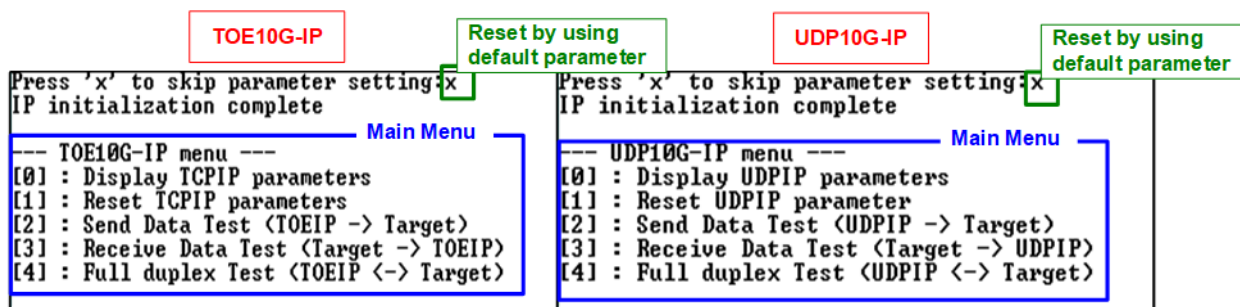 TOE10G-IP
Reset by using
default parameter
Press 'x' to skip parameter setting:x
IP initialization complete
Main Menu
--- TOE10G-IP menu ---
[0] : Display TCPIP parameters
[1] : Reset TCPIP parameters
[2] : Send Data Test (TOEIP -> Target)
[3] : Receive Data Test (Target -> TOEIP)
[4] : Full duplex Test (TOEIP <-> Target)
UDP10G-IP
Reset by using
default parameter
Press 'x' to skip parameter setting:x
IP initialization complete
Main Menu
--- UDP10G-IP menu ---
[0] : Display UDPIP parameters
[1] : Reset UDPIP parameter
[2] : Send Data Test (UDPIP -> Target)
[3] : Receive Data Test (Target -> UDPIP)
[4] : Full duplex Test (UDPIP <-> Target)